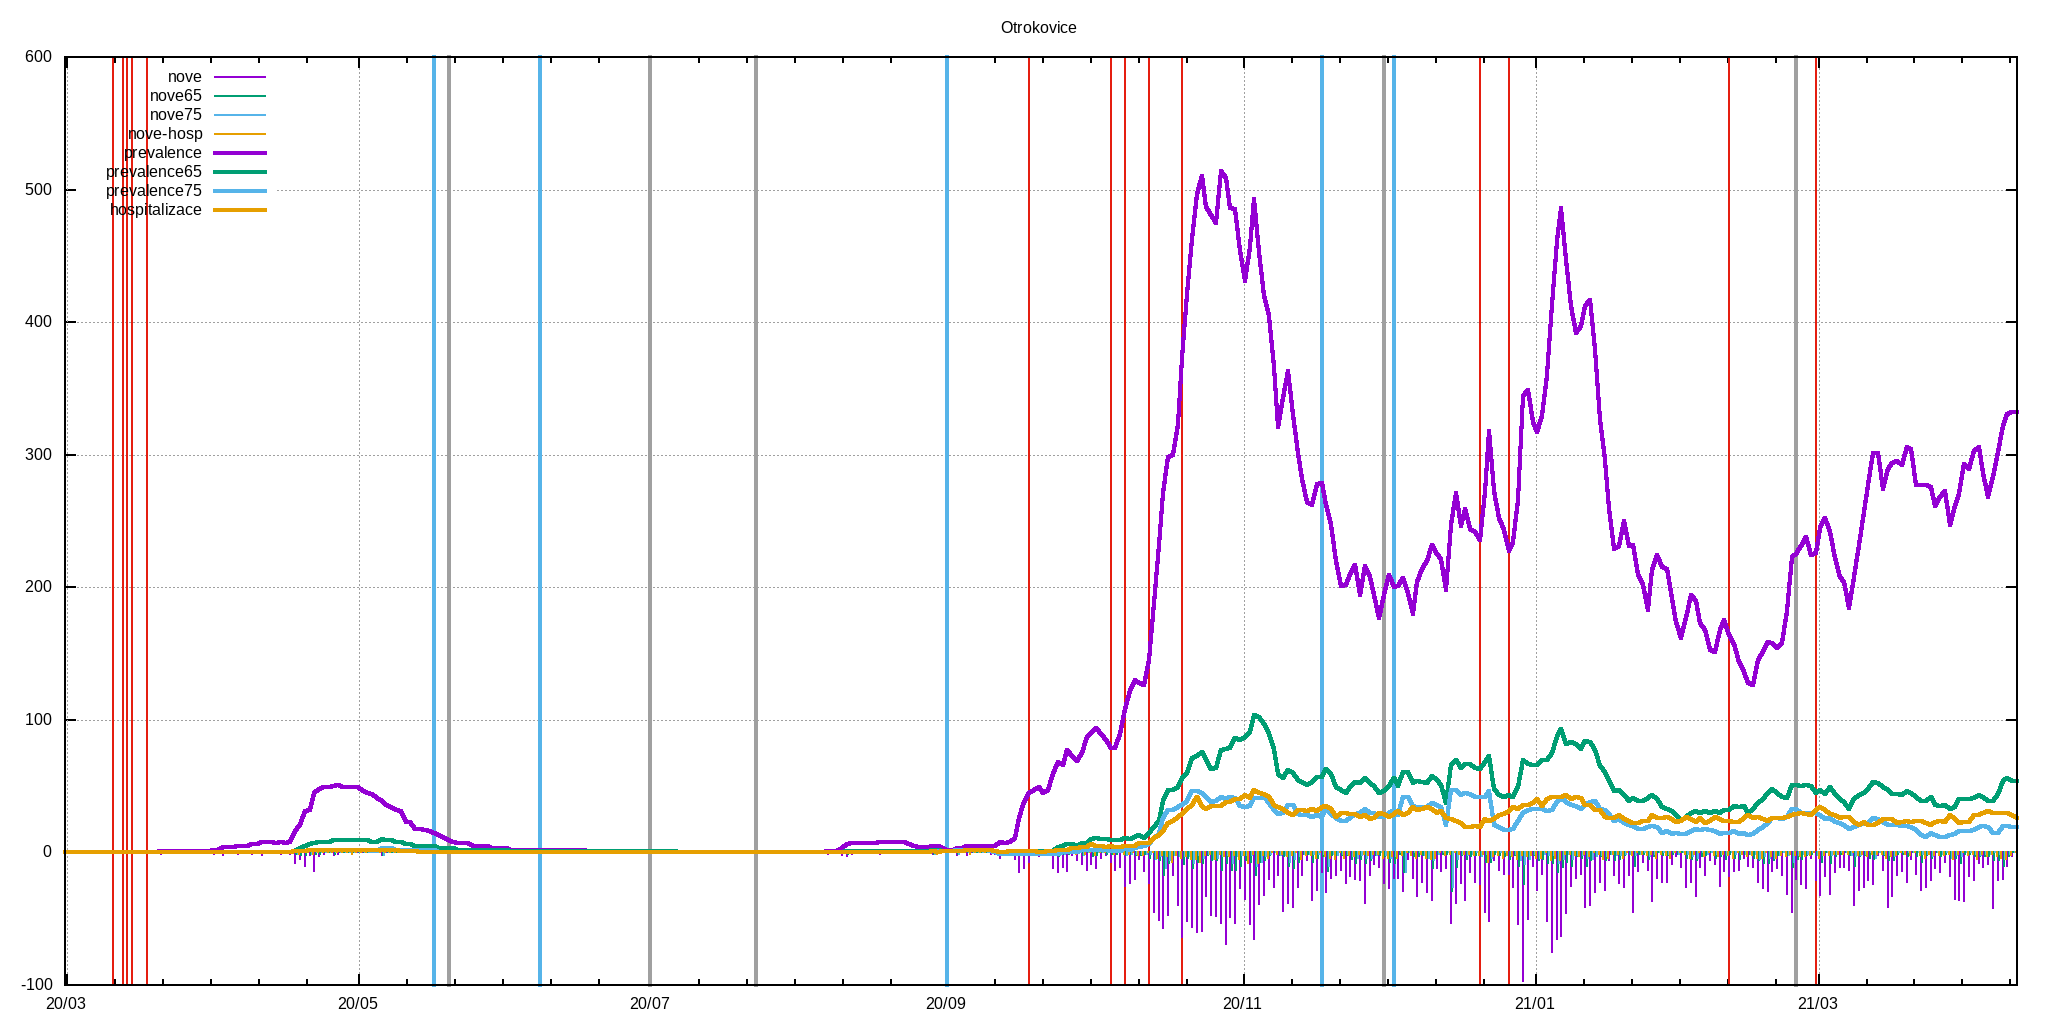 Otrokovice
600
500
400
300
200
100
0
-100
nove
nove65
nove75
nove-hosp
prevalence
prevalence65
prevalence75
hospitalizace
20/03 20/05 20/07 20/09 20/11 21/01 21/03